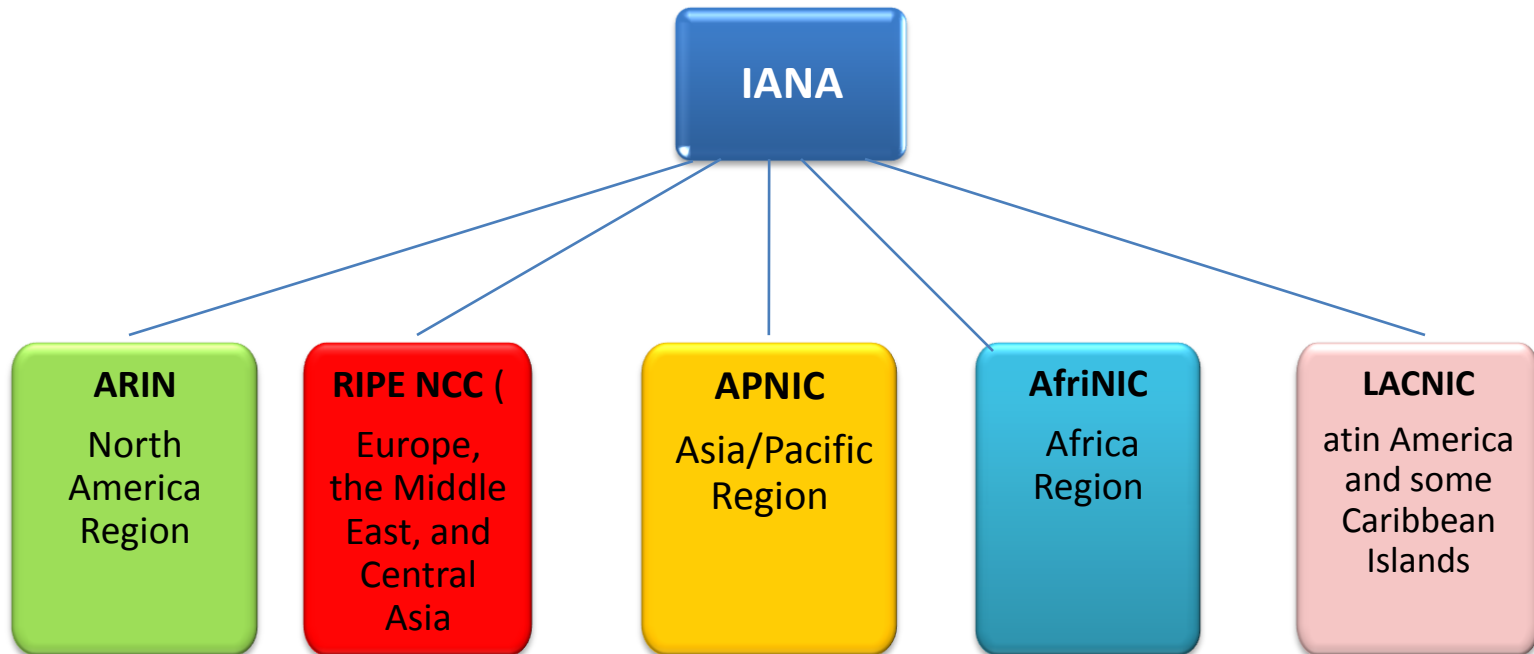 IANA
ARIN
North
America
Region
RIPE NCC (
Europe,
the Middle
East, and
Central
Asia
APNIC
Asia/Pacific
Region
AfriNIC
Africa
Region
LACNIC
atin America
and some
Caribbean
Islands